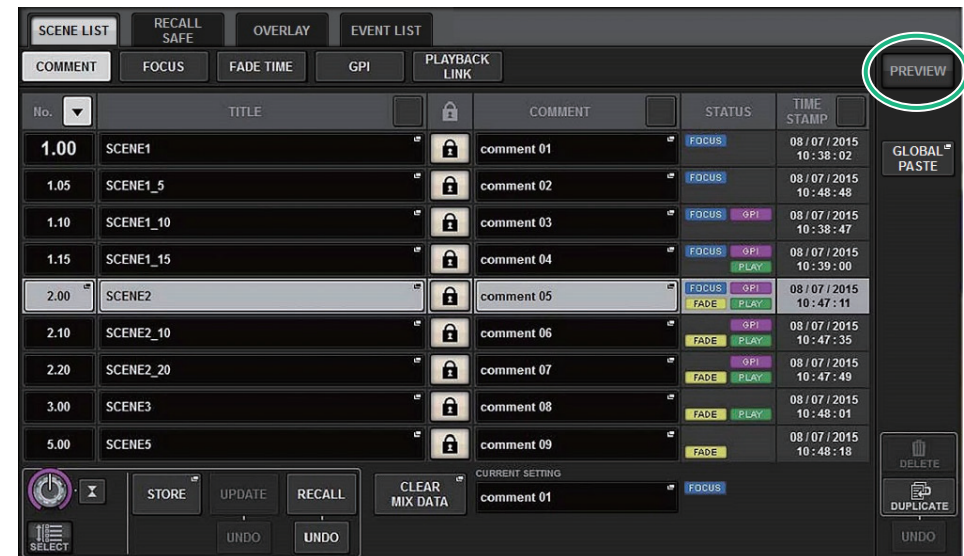 SCENE LIST
RECALL
SAFE
OVERLAY
EVENT LIST
COMMENT
FOCUS
FADE TIME
GPI
PLAYBACK
LINK
PREVIEW
No.
TITLE
COMMENT
STATUS
TIME
STAMP
1.00 SCENE1 comment 01 FOCUS 08/07/2015
10:38:02
GLOBAL
PASTE
1.05 SCENE1_5 comment 02 FOCUS 08/07/2015
10:48:48
1.10 SCENE1_10 comment 03 FOCUS GPI 08/07/2015
10:38:47
1.15 SCENE1_15 comment 04 FOCUS GPI 08/07/2015
PLAY 10:39:00
2.00 SCENE2 comment 05 FOCUS GPI 08/07/2015
FADE PLAY 10:47:11
2.10 SCENE2_10 comment 06 GPI 08/07/2015
FADE PLAY 10:47:35
2.20 SCENE2_20 comment 07 GPI 08/07/2015
FADE PLAY 10:47:49
3.00 SCENE3 comment 08 08/07/2015
FADE PLAY 10:48:01
5.00 SCENE5 comment 09 08/07/2015
FADE 10:48:18
DELETE
STORE
UPDATE
RECALL
CLEAR
MIX DATA
CURRENT SETTING
comment 01
FOCUS
DUPLICATE
SELECT
UNDO
UNDO
UNDO